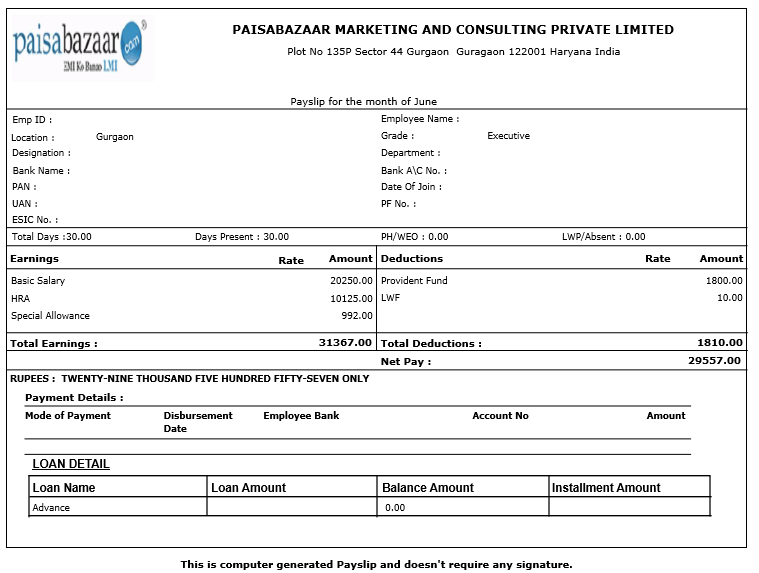 paisabazaar.com®
EMI Ko Banao LMI
PAISABAZAAR MARKETING AND CONSULTING PRIVATE LIMITED
Plot No 135P Sector 44 Gurgaon Guragaon 122001 Haryana India
Payslip for the month of June
Emp ID : Employee Name :
Location : Gurgaon Grade : Executive
Designation : Department :
Bank Name : Bank A\C No. :
PAN : Date Of Join :
UAN : PF No. :
ESIC No. :
Total Days :30.00 Days Present : 30.00 PH/WEO : 0.00 LWP/Absent : 0.00
Earnings Rate Amount Deductions Rate Amount
Basic Salary 20250.00 Provident Fund 1800.00
HRA 10125.00 LWF 10.00
Special Allowance 992.00
Total Earnings : 31367.00 Total Deductions : 1810.00
Net Pay : 29557.00
RUPEES : TWENTY-NINE THOUSAND FIVE HUNDRED FIFTY-SEVEN ONLY
Payment Details :
Mode of Payment Disbursement Date Employee Bank Account No Amount
LOAN DETAIL
Loan Name Loan Amount Balance Amount Installment Amount
Advance 0.00
This is computer generated Payslip and doesn't require any signature.